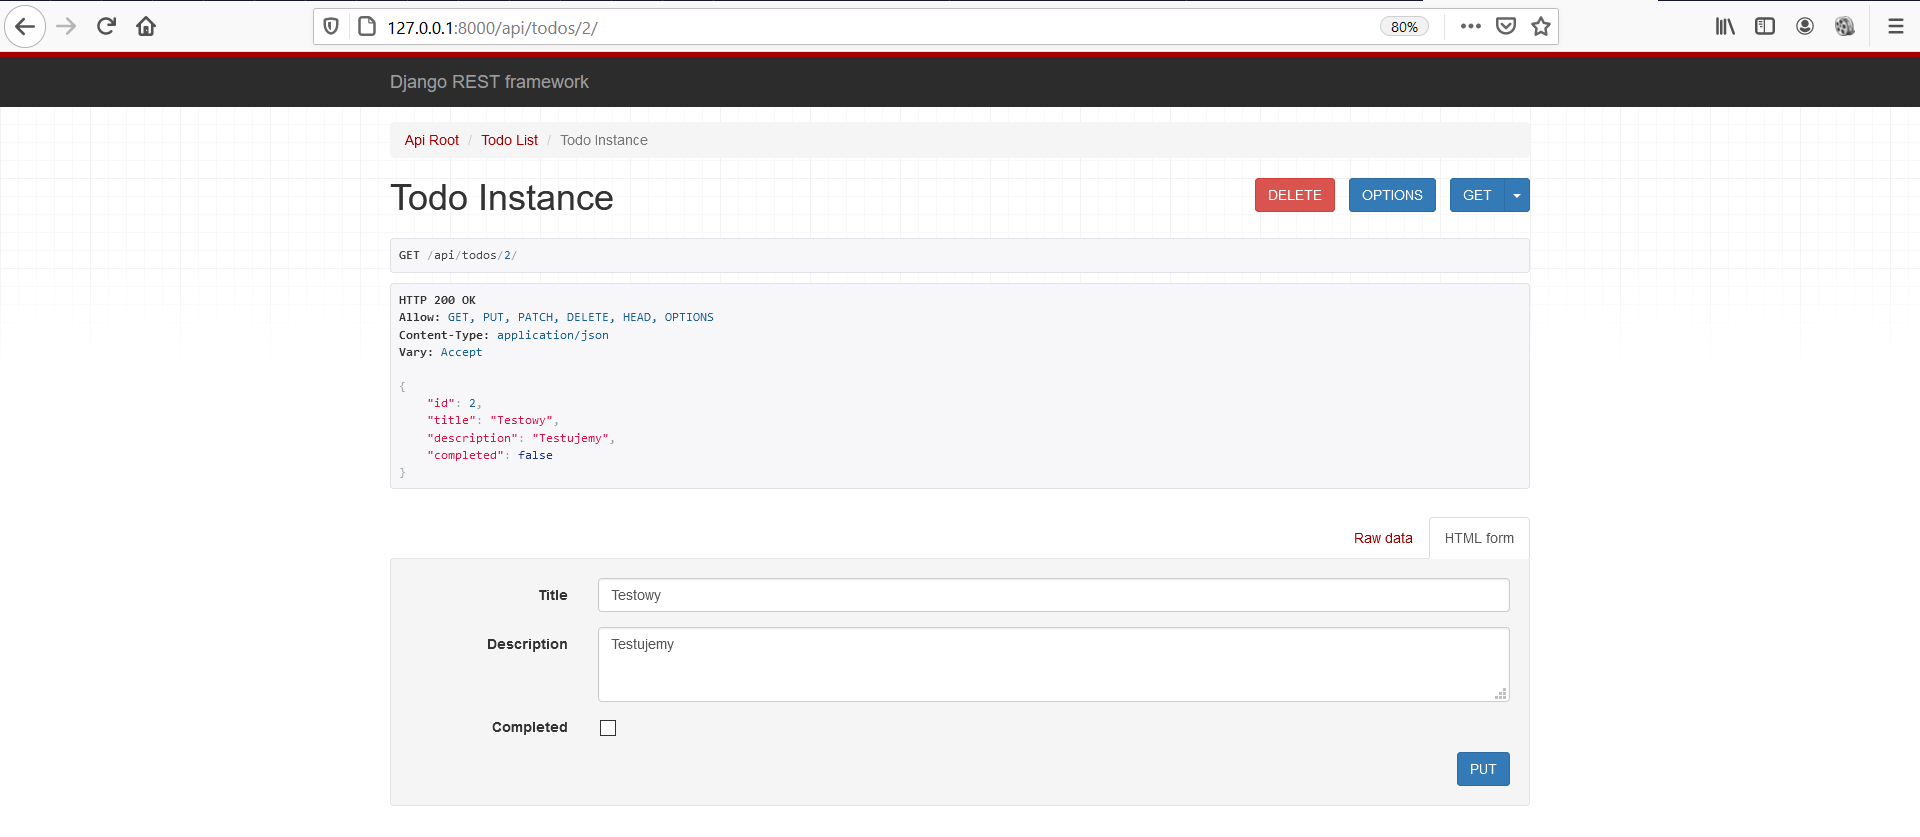 127.0.0.1:8000/api/todos/2/
80%
Django REST framework
Api Root / Todo List / Todo Instance
Todo Instance
DELETE
OPTIONS
GET
GET /api/todos/2/
HTTP 200 OK
Allow: GET, PUT, PATCH, DELETE, HEAD, OPTIONS
Content-Type: application/json
Vary: Accept
{
"id": 2,
"title": "Testowy",
"description": "Testujemy",
"completed": false
}
Raw data
HTML form
Title
Testowy
Description
Testujemy
Completed
PUT